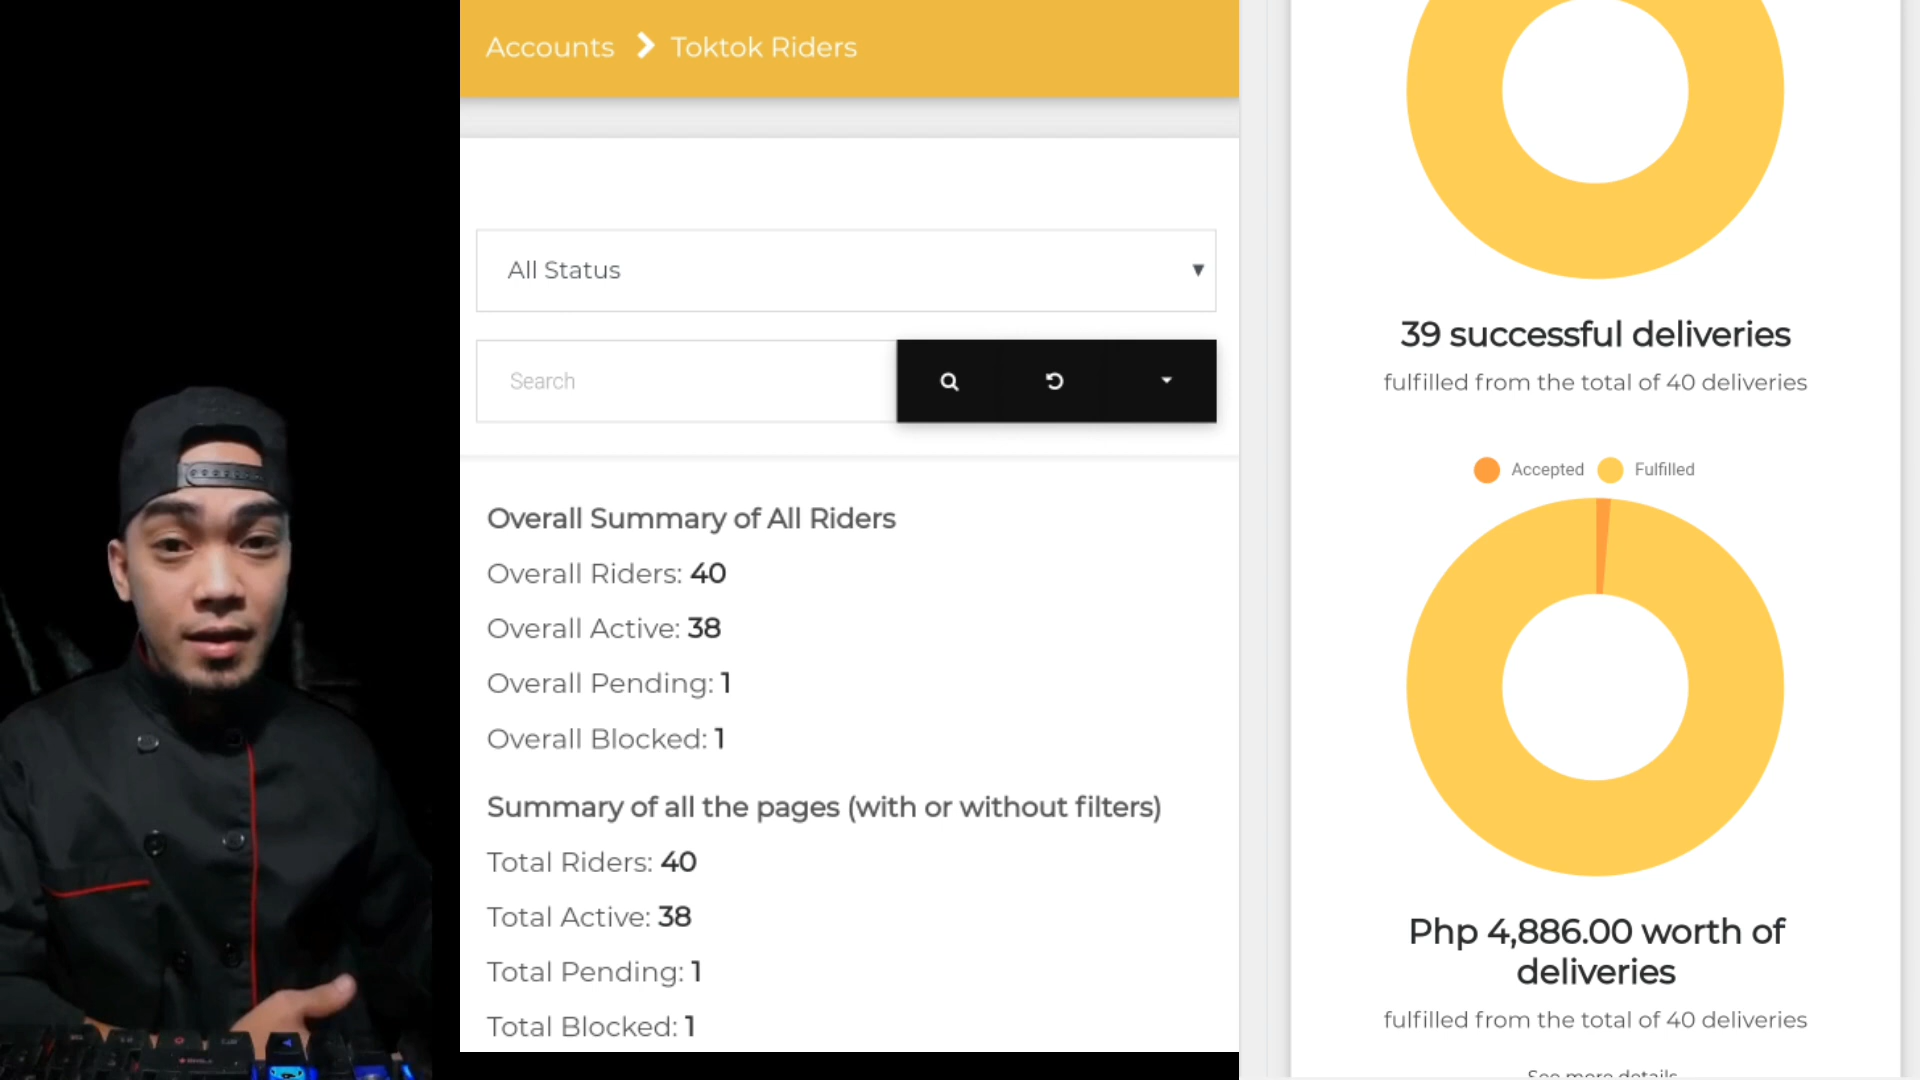 Accounts > Toktok Riders
All Status
Search
Overall Summary of All Riders
Overall Riders: 40
Overall Active: 38
Overall Pending: 1
Overall Blocked: 1
Summary of all the pages (with or without filters)
Total Riders: 40
Total Active: 38
Total Pending: 1
Total Blocked: 1
39 successful deliveries
fulfilled from the total of 40 deliveries
Accepted Fulfilled
Php 4,886.00 worth of
deliveries
fulfilled from the total of 40 deliveries
See more details